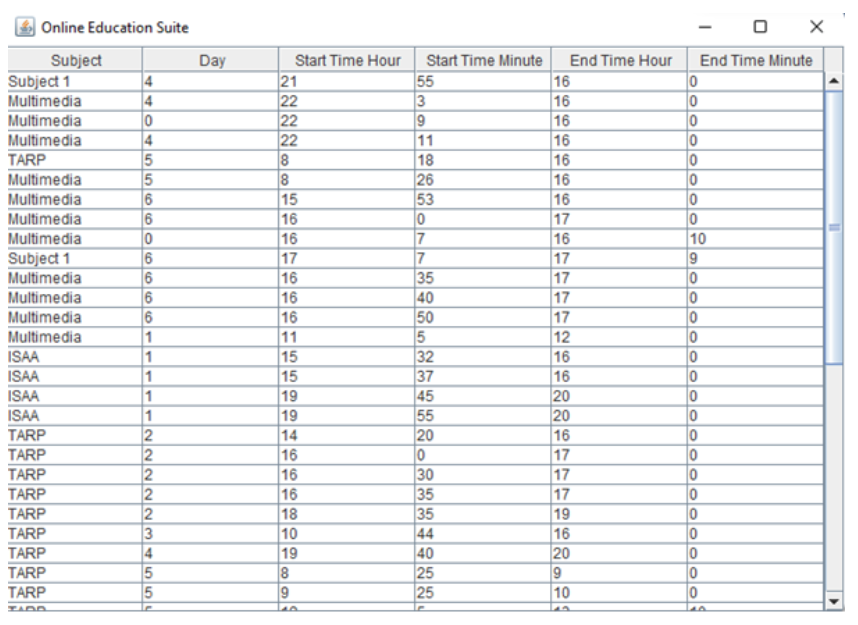 Online Education Suite
Subject Day Start Time Hour Start Time Minute End Time Hour End Time Minute
Subject 1 4 21 55 16 0
Multimedia 4 22 3 16 0
Multimedia 0 22 9 16 0
Multimedia 4 22 11 16 0
TARP 5 8 18 16 0
Multimedia 5 8 26 16 0
Multimedia 6 15 53 16 0
Multimedia 6 16 0 17 0
Multimedia 0 16 7 16 10
Subject 1 6 17 7 17 9
Multimedia 6 16 35 17 0
Multimedia 6 16 40 17 0
Multimedia 6 16 50 17 0
Multimedia 1 11 5 12 0
ISAA 1 15 32 16 0
ISAA 1 15 37 16 0
ISAA 1 19 45 20 0
ISAA 1 19 55 20 0
TARP 2 14 20 16 0
TARP 2 16 0 17 0
TARP 2 16 30 17 0
TARP 2 16 35 17 0
TARP 2 18 35 19 0
TARP 3 10 44 16 0
TARP 4 19 40 20 0
TARP 5 8 25 9 0
TARP 5 9 25 10 0